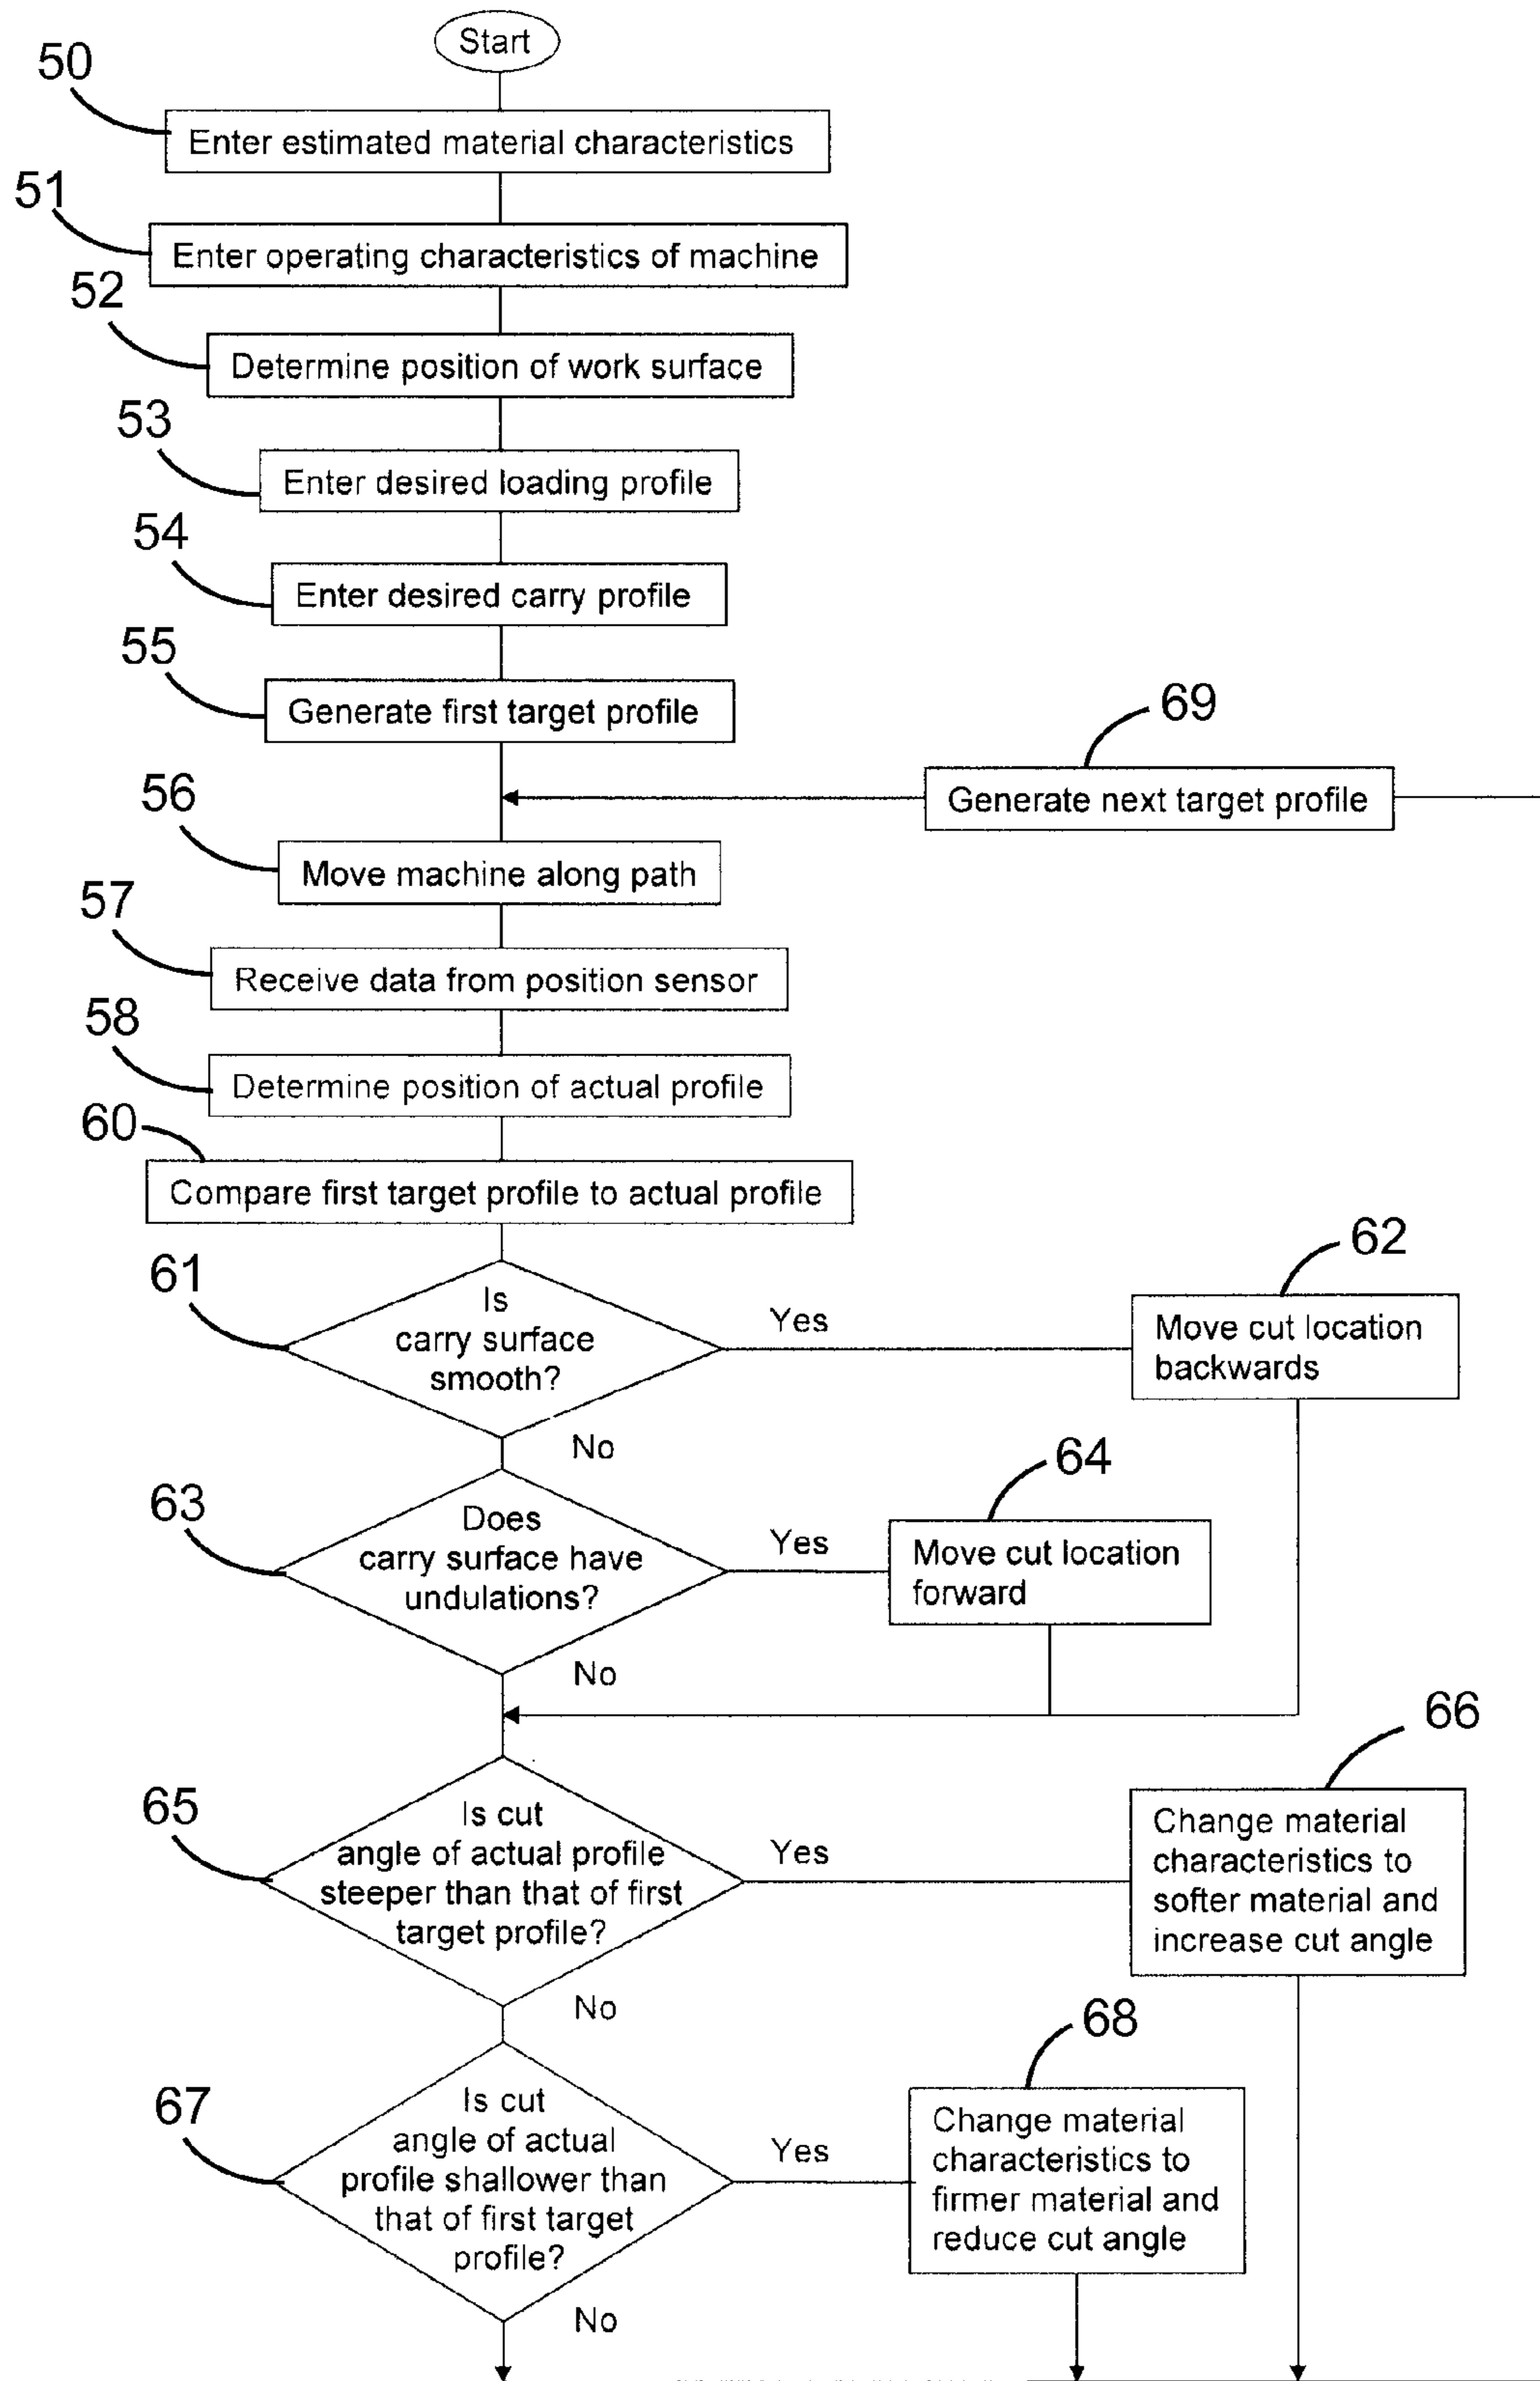 Start
50
Enter estimated material characteristics
51
Enter operating characteristics of machine
52
Determine position of work surface
53
Enter desired loading profile
54
Enter desired carry profile
55
Generate first target profile
69
Generate next target profile
56
Move machine along path
57
Receive data from position sensor
58
Determine position of actual profile
60
Compare first target profile to actual profile
61
Is
carry surface
smooth?
Yes
No
62
Move cut location
backwards
63
Does
carry surface have
undulations?
Yes
No
64
Move cut location
forward
65
Is cut
angle of actual profile
steeper than that of first
target profile?
Yes
No
66
Change material
characteristics to
softer material and
increase cut angle
67
Is cut
angle of actual
profile shallower than
that of first target
profile?
Yes
No
68
Change material
characteristics to
firmer material and
reduce cut angle